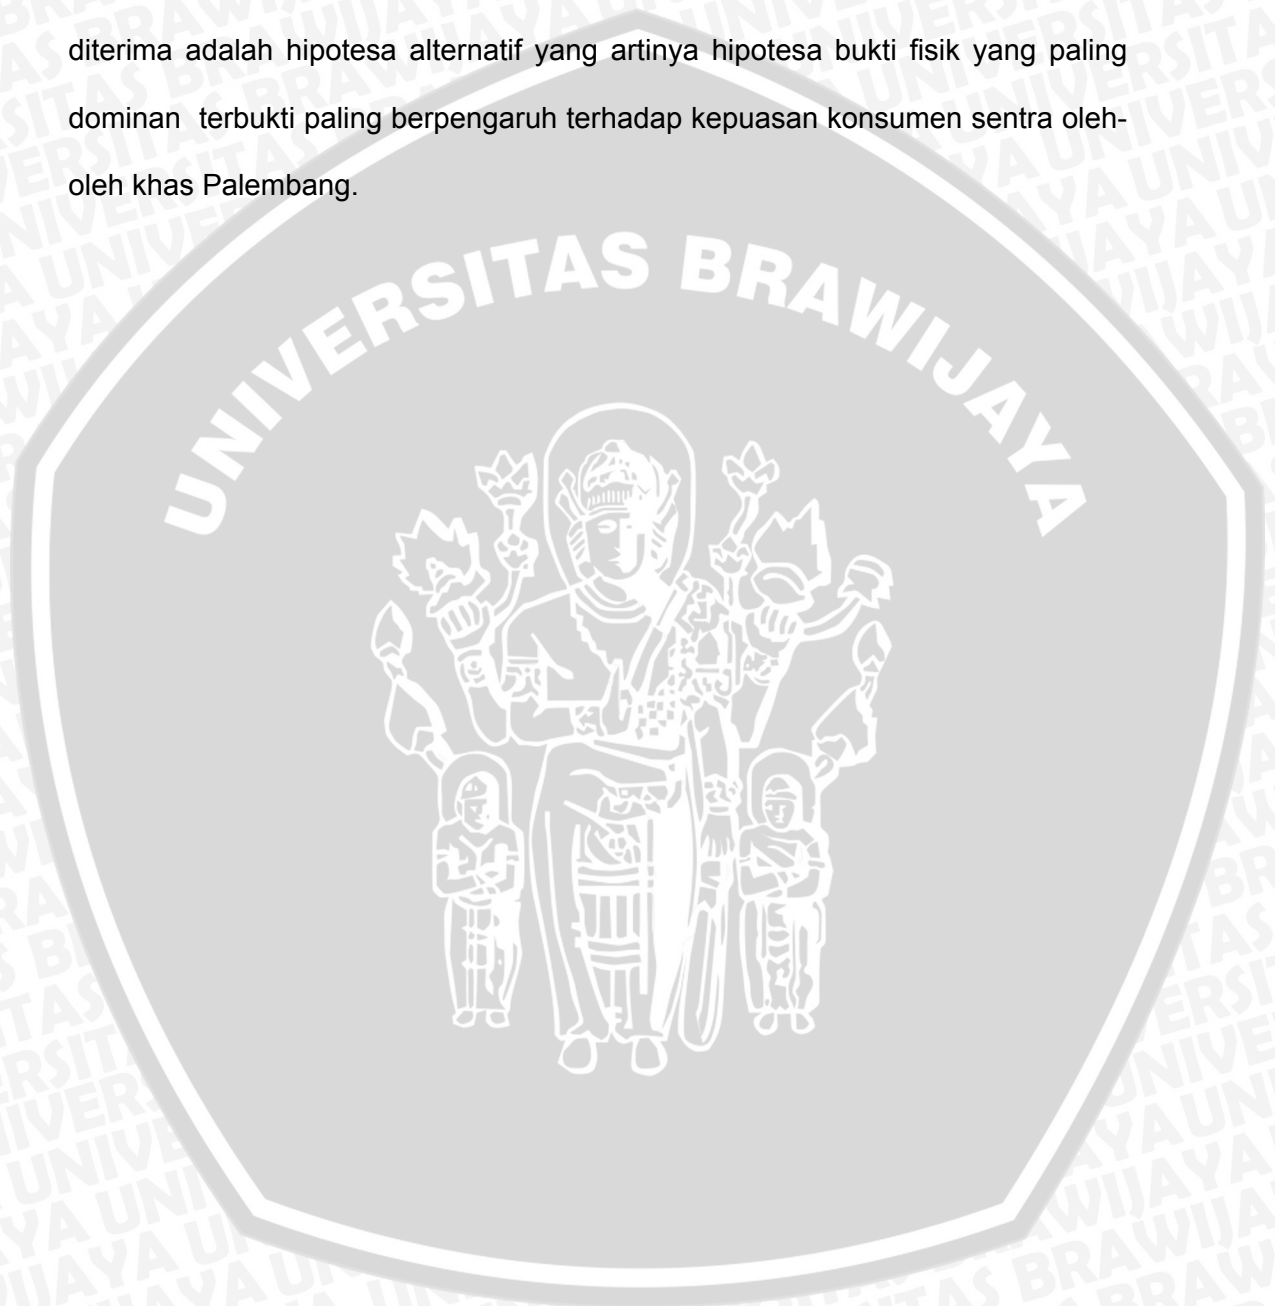 diterima adalah hipotesa alternatif yang artinya hipotesa bukti fisik yang paling
dominan terbukti paling berpengaruh terhadap kepuasan konsumen sentra oleh-
oleh khas Palembang.
UNIVERSITAS BRAWIJAYA